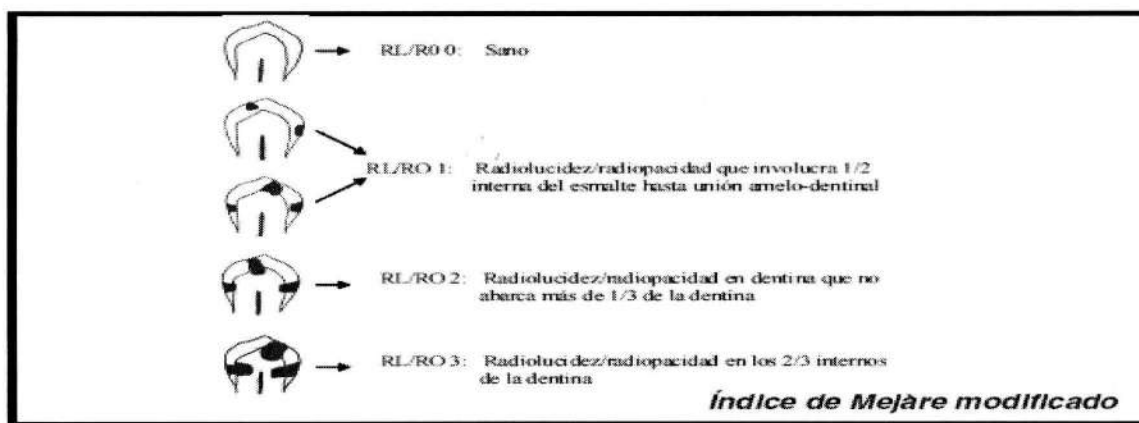 RL/RO 0: Sano
RL/RO 1: Radiolucidez/radiopacidad que involucra 1/2
interna del esmalte hasta unión amelo-dentinal
RL/RO 2: Radiolucidez/radiopacidad en dentina que no
abarca más de 1/3 de la dentina
RL/RO 3: Radiolucidez/radiopacidad en los 2/3 internos
de la dentina
Índice de Mejàre modificado